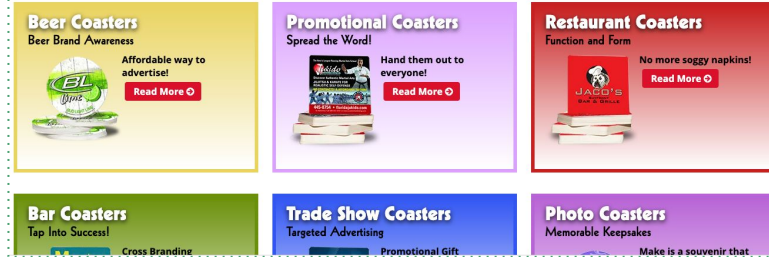 Beer Coasters
Beer Brand Awareness
Affordable way to
advertise!
Read More
BL
Lime
Promotional Coasters
Spread the Word!
Hand them out to
everyone!
Read More
Restaurant Coasters
Function and Form
No more soggy napkins!
Read More
JACO'S
BAR & GRILLE
Bar Coasters
Tap Into Success!
Cross Branding
Trade Show Coasters
Targeted Advertising
Promotional Gift
Photo Coasters
Memorable Keepsakes
Make is a souvenir that